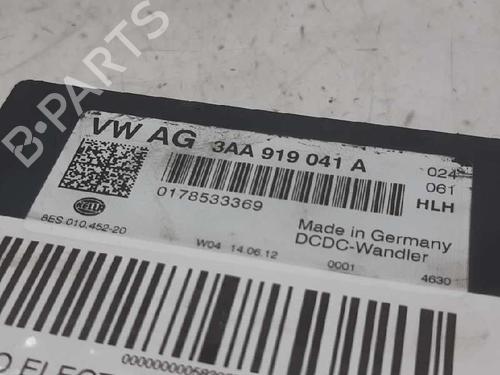 VW AG 3AA 919 041 A
024
061
0178533369
HLH
HELLA
8ES 010.452-20
Made in Germany
DCDC-Wandler
W04 14.06.12
0001
4630
B-PARTS